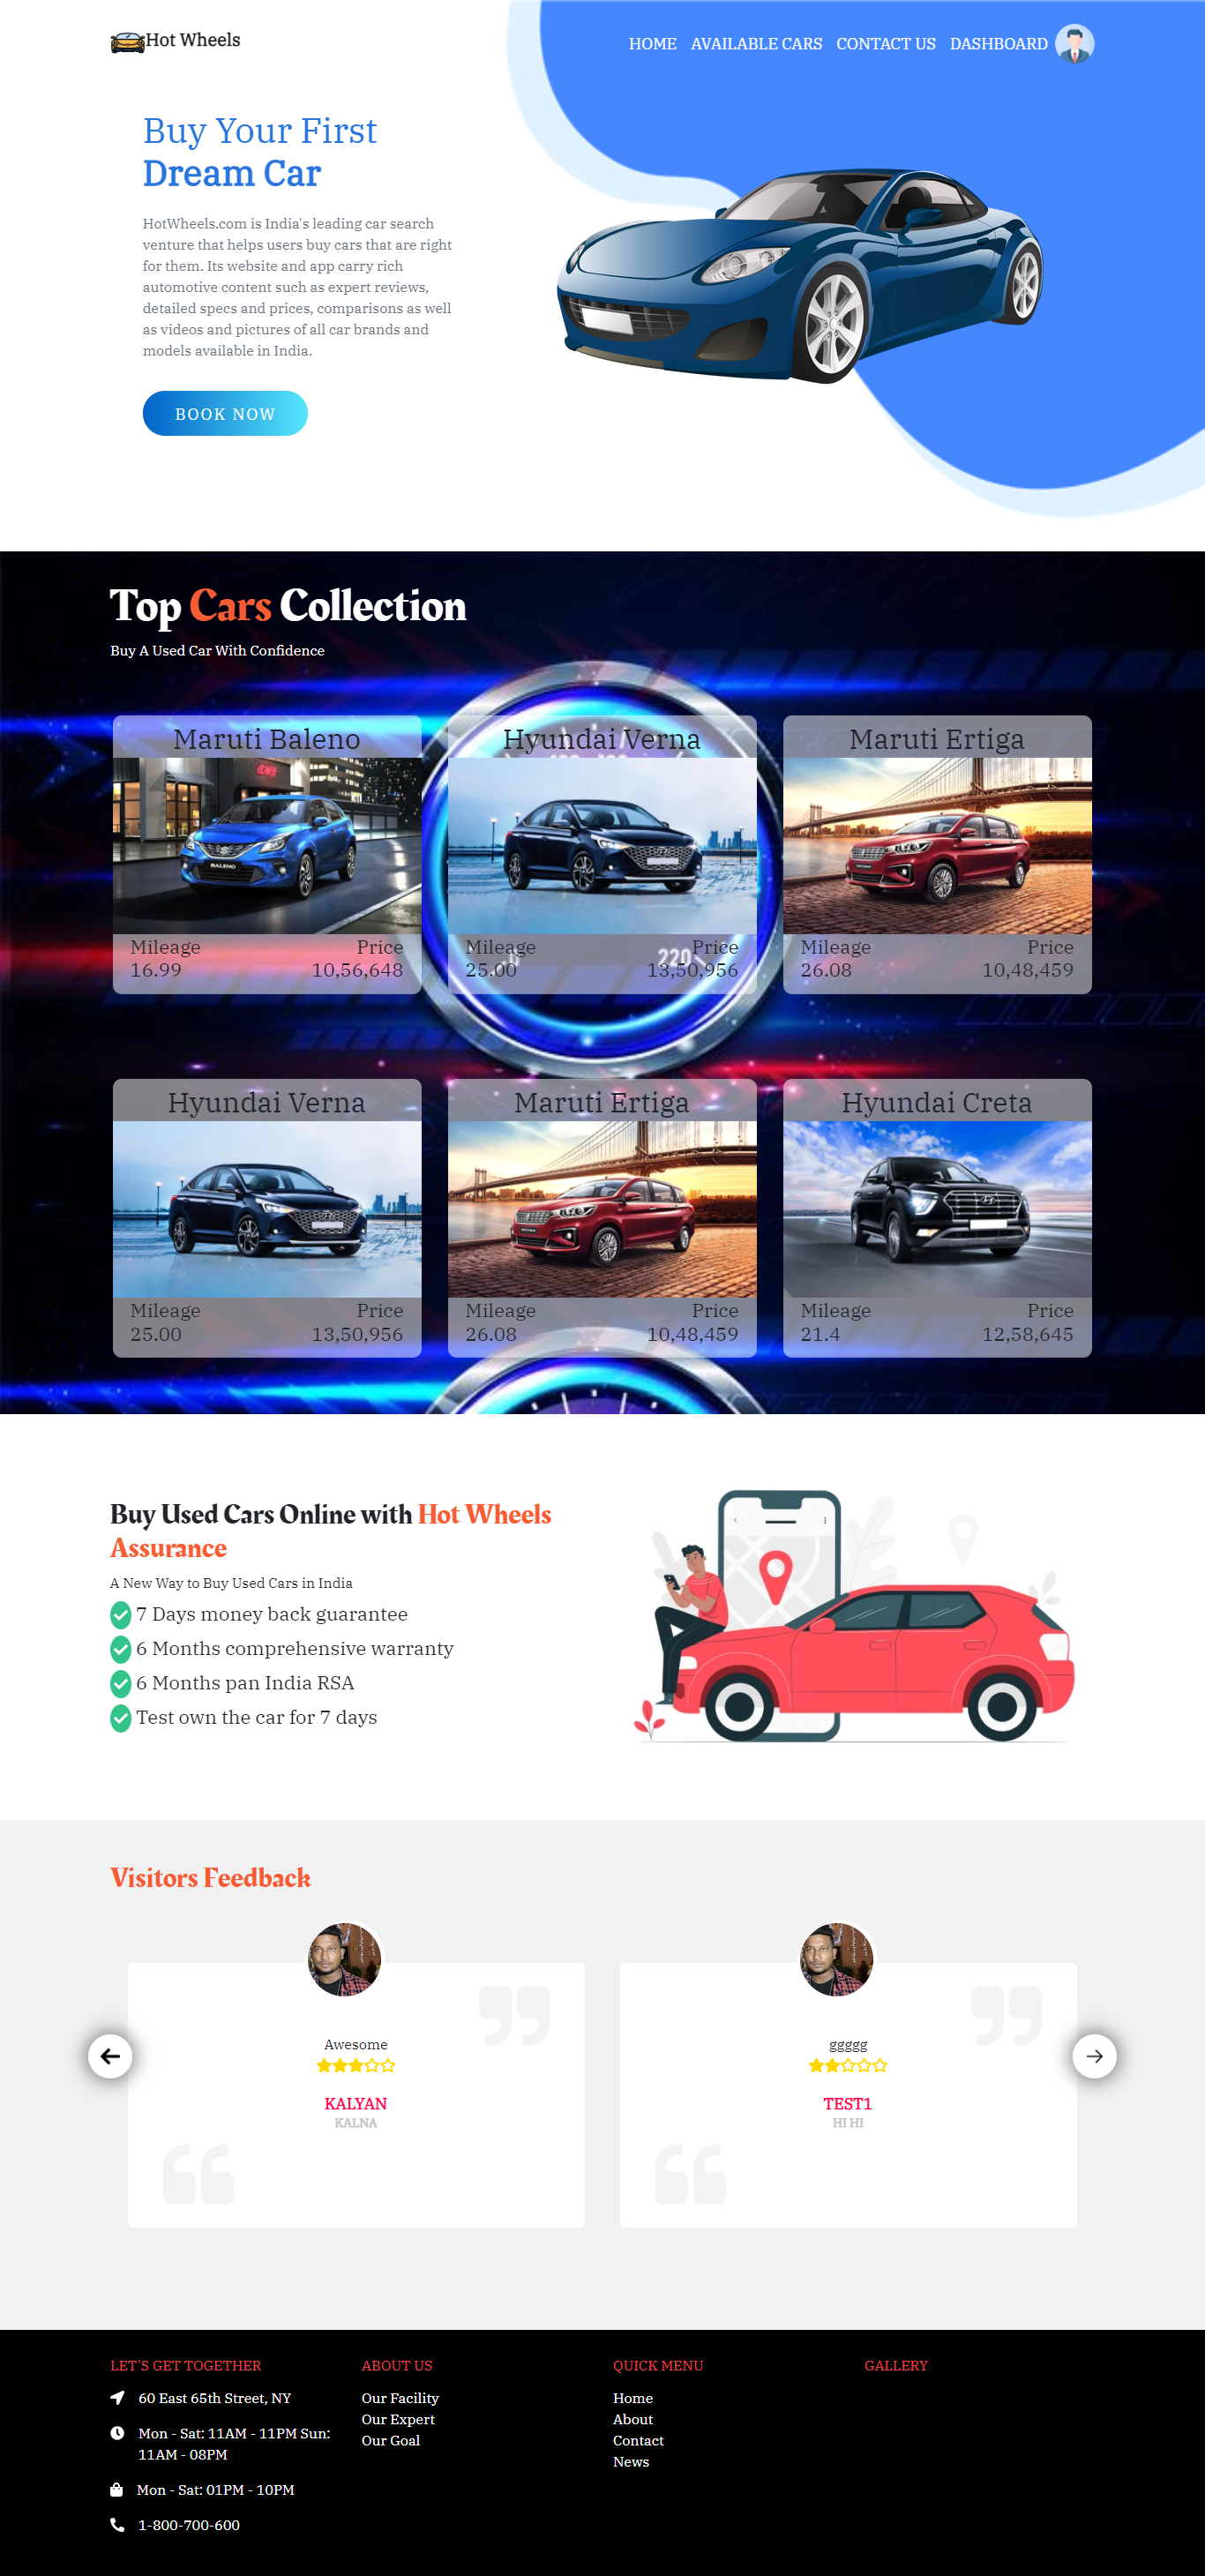 Hot Wheels
HOME AVAILABLE CARS CONTACT US DASHBOARD
Buy Your First
Dream Car
HotWheels.com is India's leading car search
venture that helps users buy cars that are right
for them. Its website and app carry rich
automotive content such as expert reviews,
detailed specs and prices, comparisons as well
as videos and pictures of all car brands and
models available in India.
BOOK NOW
Top Cars Collection
Buy A Used Car With Confidence
Maruti Baleno
BALENO
Mileage Price
16.99 10,56,648
Hyundai Verna
Mileage Price
25.00 13,50,956
220
Maruti Ertiga
Mileage Price
26.08 10,48,459
Hyundai Verna
Mileage Price
25.00 13,50,956
Maruti Ertiga
Mileage Price
26.08 10,48,459
Hyundai Creta
Mileage Price
21.4 12,58,645
Buy Used Cars Online with Hot Wheels
Assurance
A New Way to Buy Used Cars in India
7 Days money back guarantee
6 Months comprehensive warranty
6 Months pan India RSA
Test own the car for 7 days
Visitors Feedback
Awesome
KALYAN
KALNA
ggggg
TEST1
HI HI
LET'S GET TOGETHER
60 East 65th Street, NY
Mon - Sat: 11AM - 11PM Sun:
11AM - 08PM
Mon - Sat: 01PM - 10PM
1-800-700-600
ABOUT US
Our Facility
Our Expert
Our Goal
QUICK MENU
Home
About
Contact
News
GALLERY